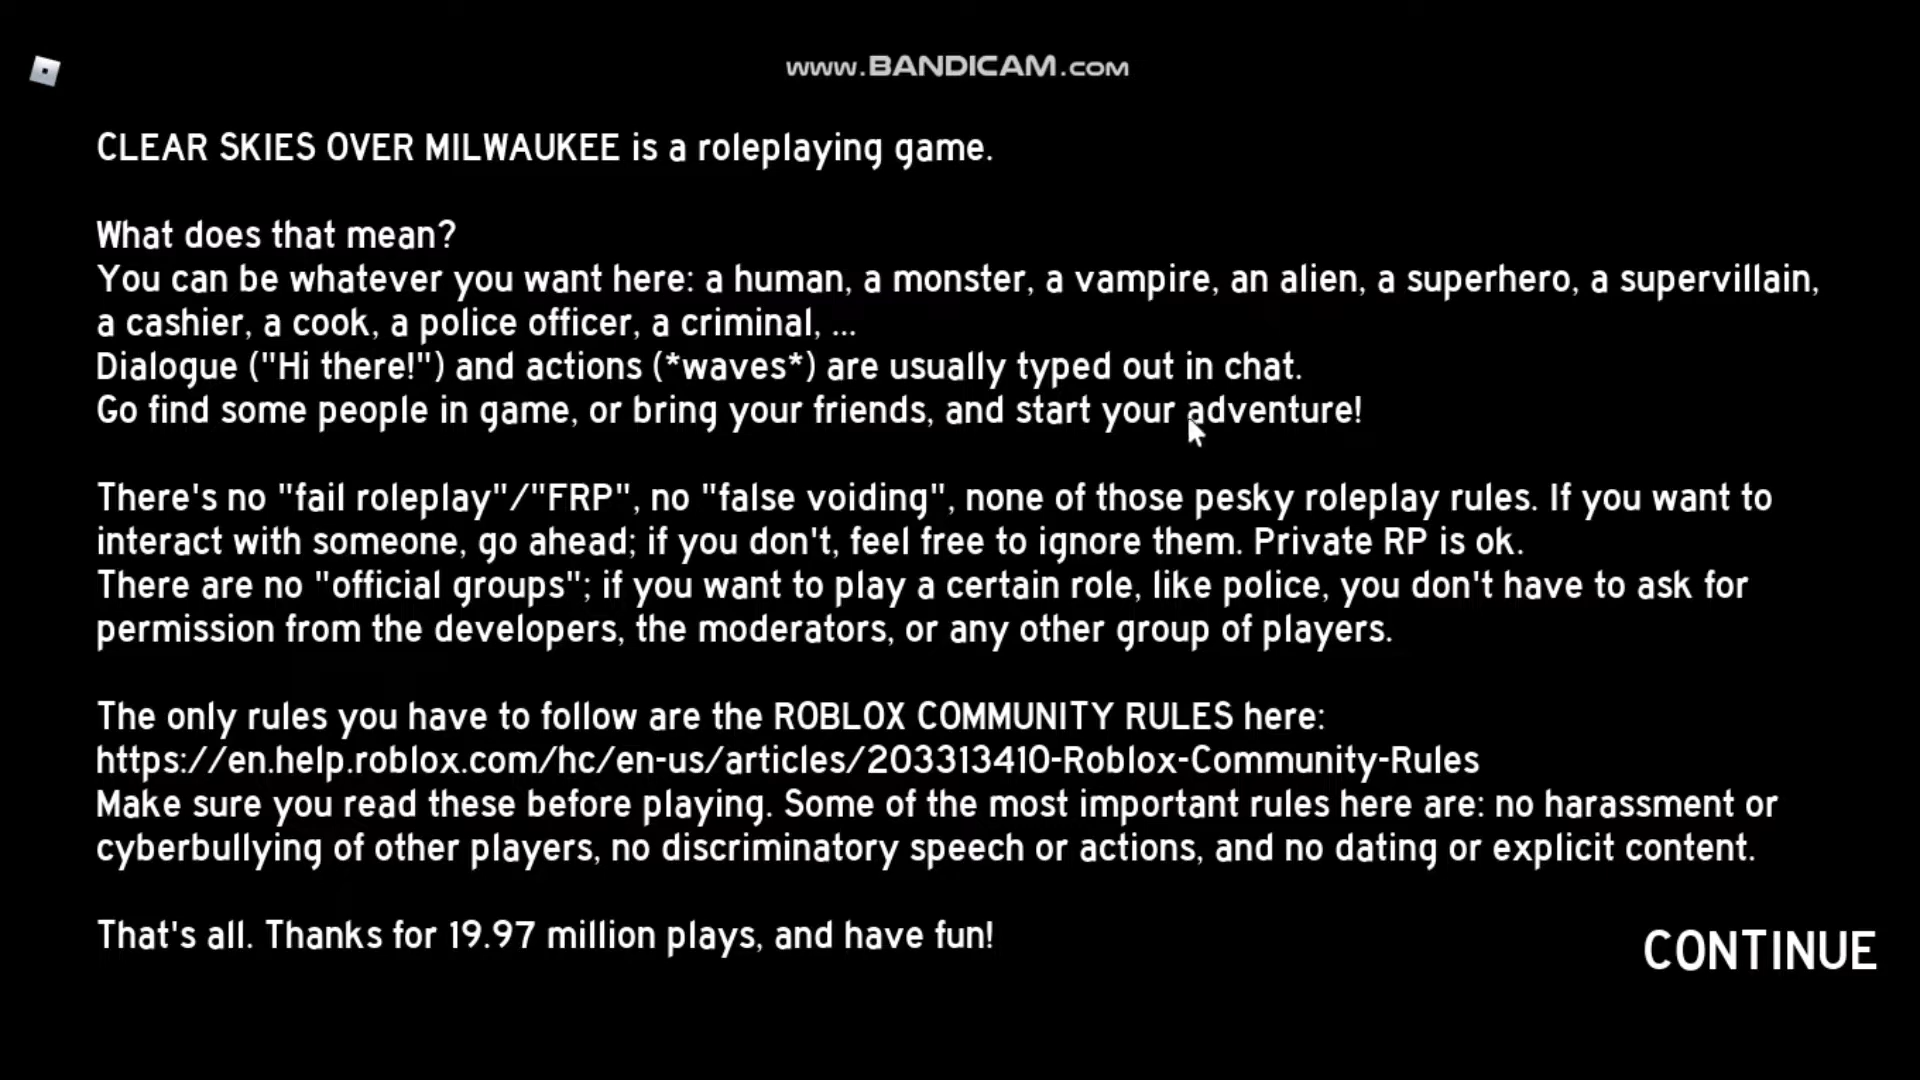 www.BANDICAM.com
CLEAR SKIES OVER MILWAUKEE is a roleplaying game.
What does that mean?
You can be whatever you want here: a human, a monster, a vampire, an alien, a superhero, a supervillain,
a cashier, a cook, a police officer, a criminal, ...
Dialogue ("Hi there!") and actions (*waves*) are usually typed out in chat.
Go find some people in game, or bring your friends, and start your adventure!
There's no "fail roleplay"/"FRP", no "false voiding", none of those pesky roleplay rules. If you want to
interact with someone, go ahead; if you don't, feel free to ignore them. Private RP is ok.
There are no "official groups"; if you want to play a certain role, like police, you don't have to ask for
permission from the developers, the moderators, or any other group of players.
The only rules you have to follow are the ROBLOX COMMUNITY RULES here:
https://en.help.roblox.com/hc/en-us/articles/203313410-Roblox-Community-Rules
Make sure you read these before playing. Some of the most important rules here are: no harassment or
cyberbullying of other players, no discriminatory speech or actions, and no dating or explicit content.
That's all. Thanks for 19.97 million plays, and have fun!
CONTINUE